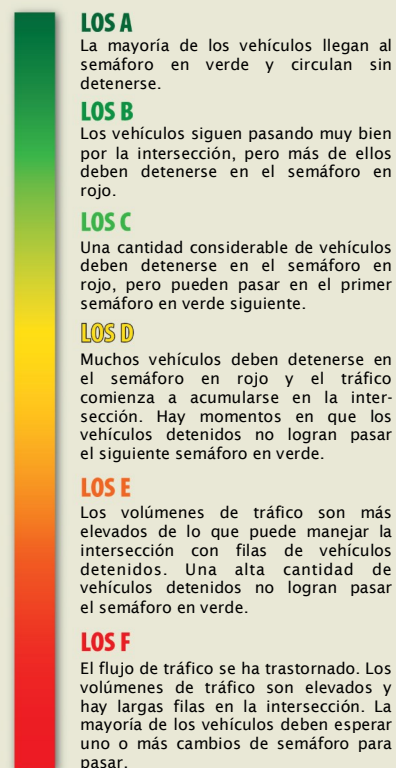 LOS A
La mayoría de los vehículos llegan al
semáforo en verde y circulan sin
detenerse.
LOS B
Los vehículos siguen pasando muy bien
por la intersección, pero más de ellos
deben detenerse en el semáforo en
rojo.
LOS C
Una cantidad considerable de vehículos
deben detenerse en el semáforo en
rojo, pero pueden pasar en el primer
semáforo en verde siguiente.
LOS D
Muchos vehículos deben detenerse en
el semáforo en rojo y el tráfico
comienza a acumularse en la inter-
sección. Hay momentos en que los
vehículos detenidos no logran pasar
el siguiente semáforo en verde.
LOS E
Los volúmenes de tráfico son más
elevados de lo que puede manejar la
intersección con filas de vehículos
detenidos. Una alta cantidad de
vehículos detenidos no logran pasar
el semáforo en verde.
LOS F
El flujo de tráfico se ha trastornado. Los
volúmenes de tráfico son elevados y
hay largas filas en la intersección. La
mayoría de los vehículos deben esperar
uno o más cambios de semáforo para
pasar.